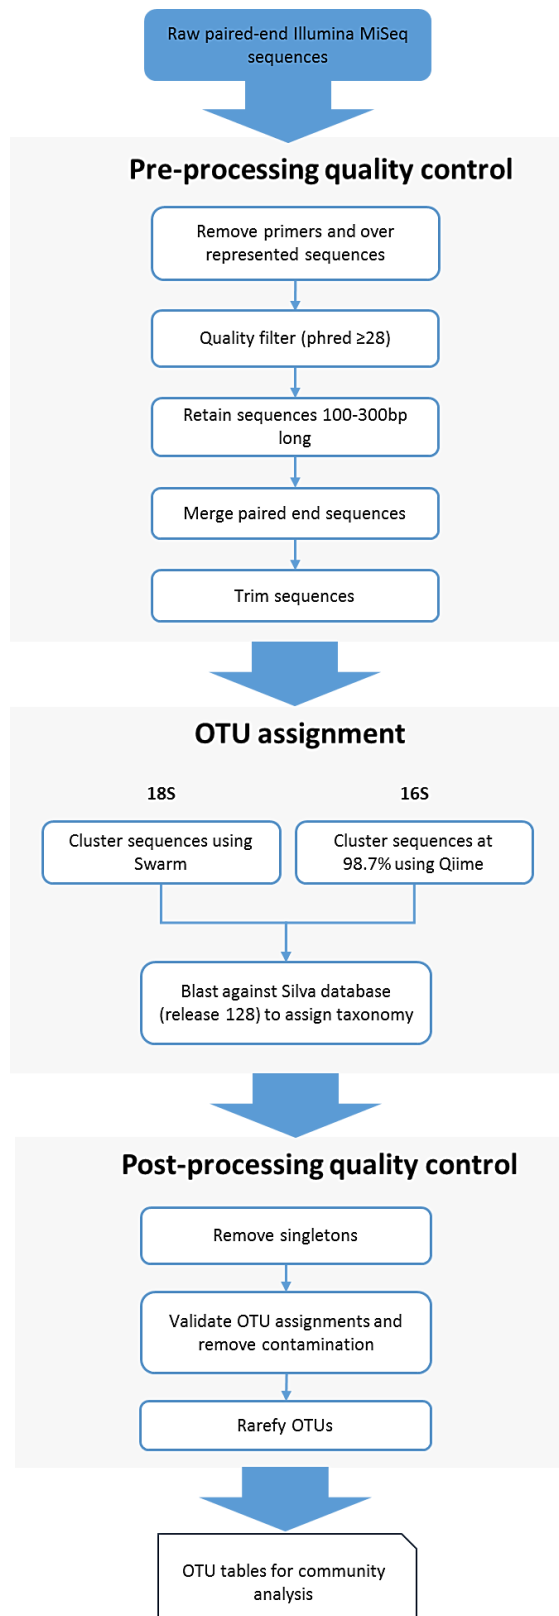 Raw paired-end Illumina MiSeq
sequences
Pre-processing quality control
Remove primers and over
represented sequences
Quality filter (phred ≥28)
Retain sequences 100-300bp
long
Merge paired end sequences
Trim sequences
OTU assignment
18S
16S
Cluster sequences using
Swarm
Cluster sequences at
98.7% using Qiime
Blast against Silva database
(release 128) to assign taxonomy
Post-processing quality control
Remove singletons
Validate OTU assignments and
remove contamination
Rarefy OTUs
OTU tables for community
analysis